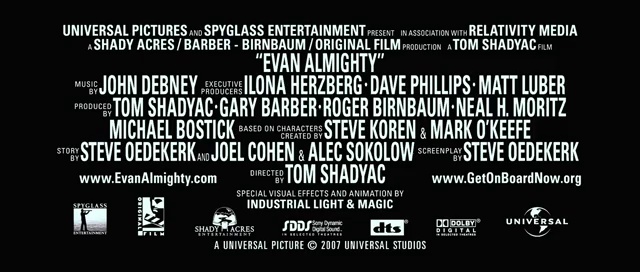 UNIVERSAL PICTURES AND SPYGLASS ENTERTAINMENT PRESENT IN ASSOCIATION WITH RELATIVITY MEDIA
A SHADY ACRES / BARBER - BIRNBAUM / ORIGINAL FILM PRODUCTION A TOM SHADYAC FILM
"EVAN ALMIGHTY"
MUSIC BY JOHN DEBNEY EXECUTIVE PRODUCERS ILONA HERZBERG · DAVE PHILLIPS · MATT LUBER
PRODUCED BY TOM SHADYAC · GARY BARBER · ROGER BIRNBAUM · NEAL H. MORITZ
MICHAEL BOSTICK BASED ON CHARACTERS CREATED BY STEVE KOREN & MARK O'KEEFE
STORY BY STEVE OEDEKERK AND JOEL COHEN & ALEC SOKOLOW SCREENPLAY BY STEVE OEDEKERK
DIRECTED BY TOM SHADYAC
www.EvanAlmighty.com www.GetOnBoardNow.org
SPECIAL VISUAL EFFECTS AND ANIMATION BY
INDUSTRIAL LIGHT & MAGIC
SPYGLASS ENTERTAINMENT
ORIGINAL FILM
SHADY ACRES ENTERTAINMENT
SDDS Sony Dynamic Digital Sound IN SELECTED THEATRES
dts
DOLBY DIGITAL IN SELECTED THEATRES
UNIVERSAL
A UNIVERSAL PICTURE © 2007 UNIVERSAL STUDIOS